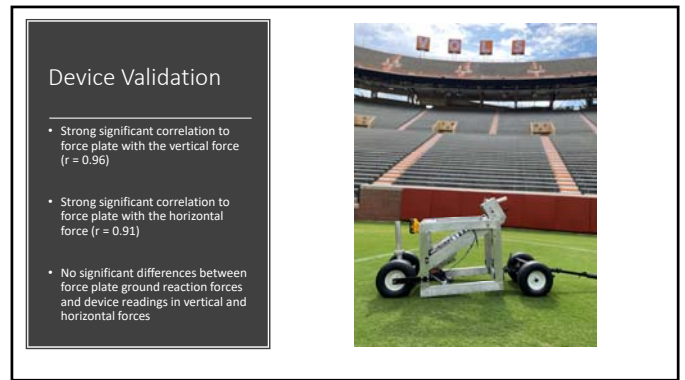 Device Validation
• Strong significant correlation to
force plate with the vertical force
(r = 0.96)
• Strong significant correlation to
force plate with the horizontal
force (r = 0.91)
• No significant differences between
force plate ground reaction forces
and device readings in vertical and
horizontal forces
V O L S